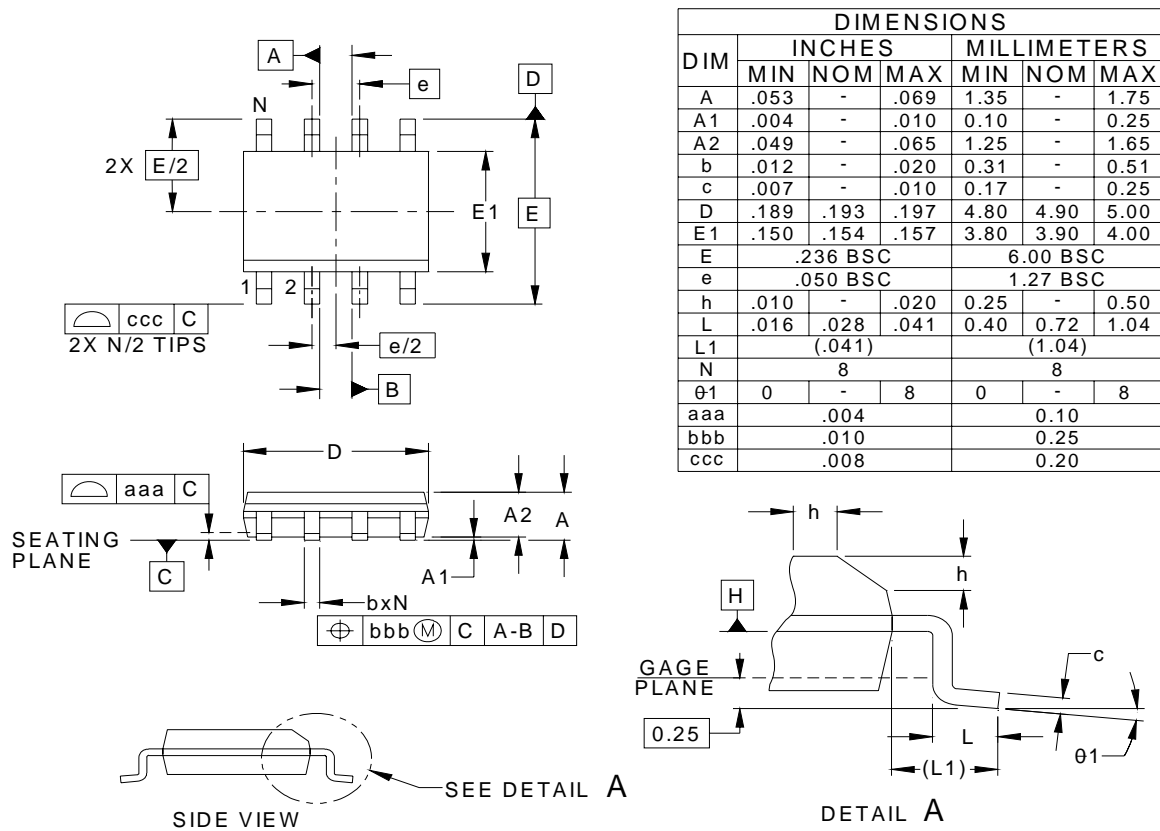 A
e
D
N
2X E/2
E1
E
1 2
ccc C
2X N/2 TIPS
e/2
B
D
aaa C
A2 A
SEATING
PLANE
C
A1
bxN
bbb Ⓜ C A-B D
SIDE VIEW
SEE DETAIL A
DIMENSIONS
DIM INCHES MILLIMETERS
MIN NOM MAX MIN NOM MAX
A .053 - .069 1.35 - 1.75
A1 .004 - .010 0.10 - 0.25
A2 .049 - .065 1.25 - 1.65
b .012 - .020 0.31 - 0.51
c .007 - .010 0.17 - 0.25
D .189 .193 .197 4.80 4.90 5.00
E1 .150 .154 .157 3.80 3.90 4.00
E .236 BSC 6.00 BSC
e .050 BSC 1.27 BSC
h .010 - .020 0.25 - 0.50
L .016 .028 .041 0.40 0.72 1.04
L1 (.041) (1.04)
N 8 8
θ1 0 - 8 0 - 8
aaa .004 0.10
bbb .010 0.25
ccc .008 0.20
h
h
H
GAGE
PLANE
c
0.25
L
(L1)
θ1
DETAIL A